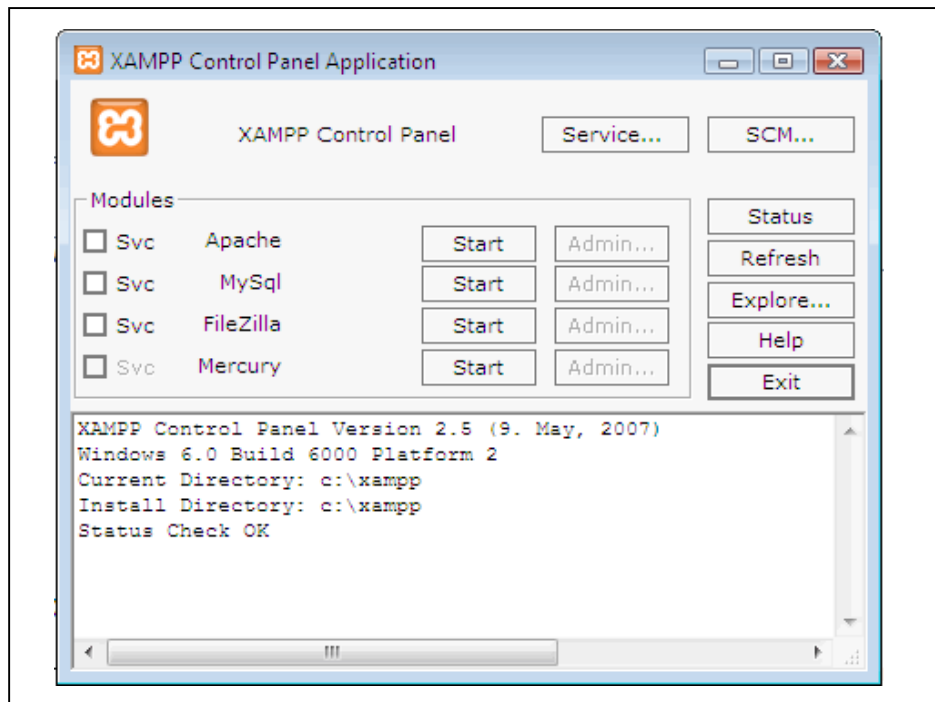 XAMPP Control Panel Application
XAMPP Control Panel
Service...
SCM...
Modules
Svc Apache Start Admin...
Svc MySql Start Admin...
Svc FileZilla Start Admin...
Svc Mercury Start Admin...
Status
Refresh
Explore...
Help
Exit
XAMPP Control Panel Version 2.5 (9. May, 2007)
Windows 6.0 Build 6000 Platform 2
Current Directory: c:\xampp
Install Directory: c:\xampp
Status Check OK